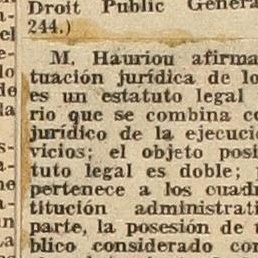 Droit Public Genera
244.)
M. Hauriou afirma
tuación jurídica de lo
es un estatuto legal
rio que se combina c
jurídico de la ejecuci
vicios; el objeto posi
tuto legal es doble;
pertenece a los cuadr
titución administrati
parte, la posesión de
blico considerado co